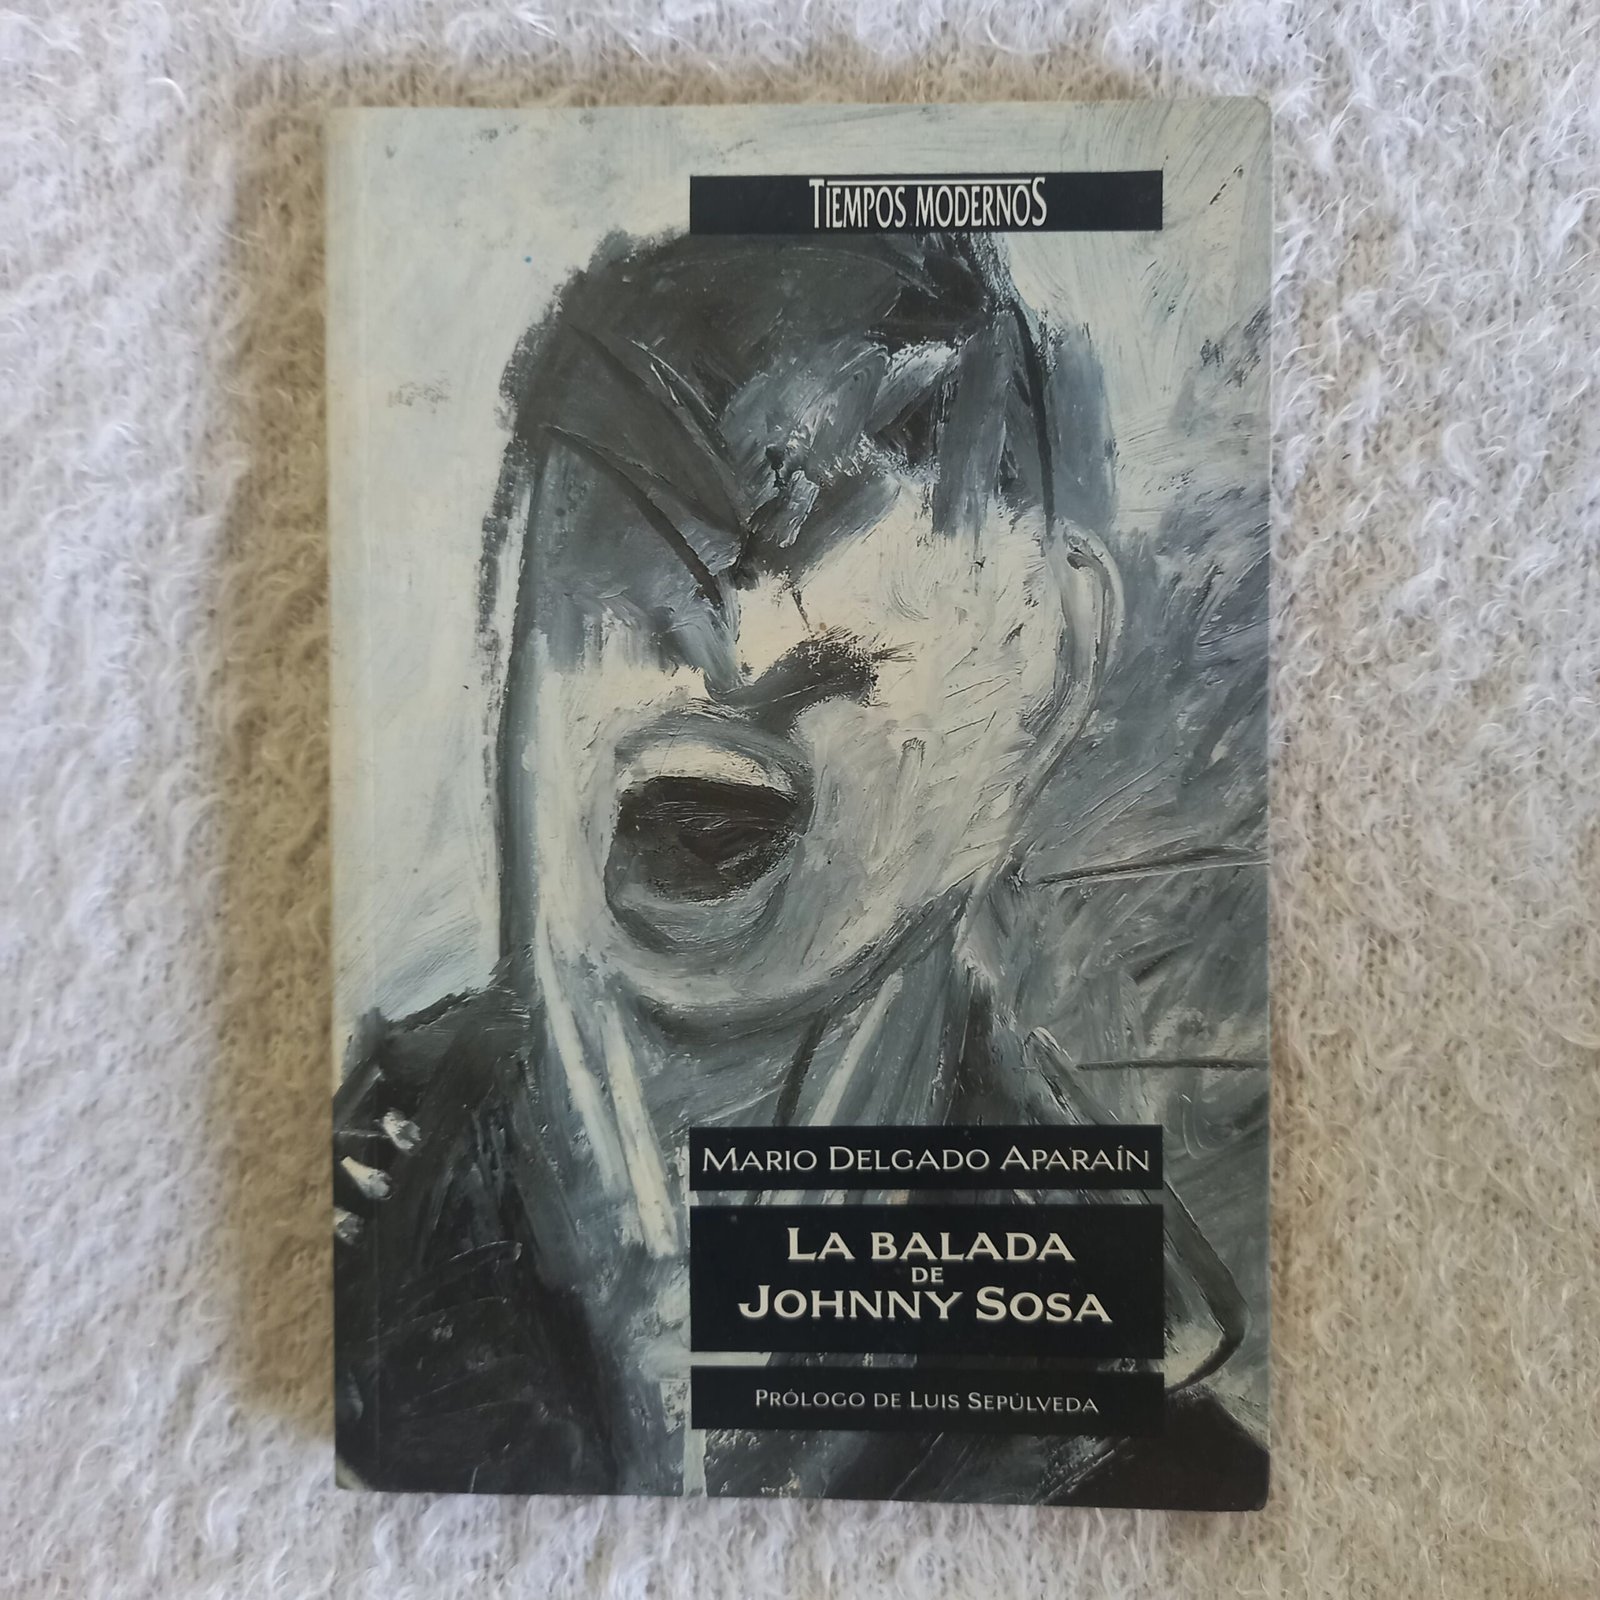 TIEMPOS MODERNOS
MARIO DELGADO APARAÍN
LA BALADA
DE
JOHNNY SOSA
PRÓLOGO DE LUIS SEPÚLVEDA